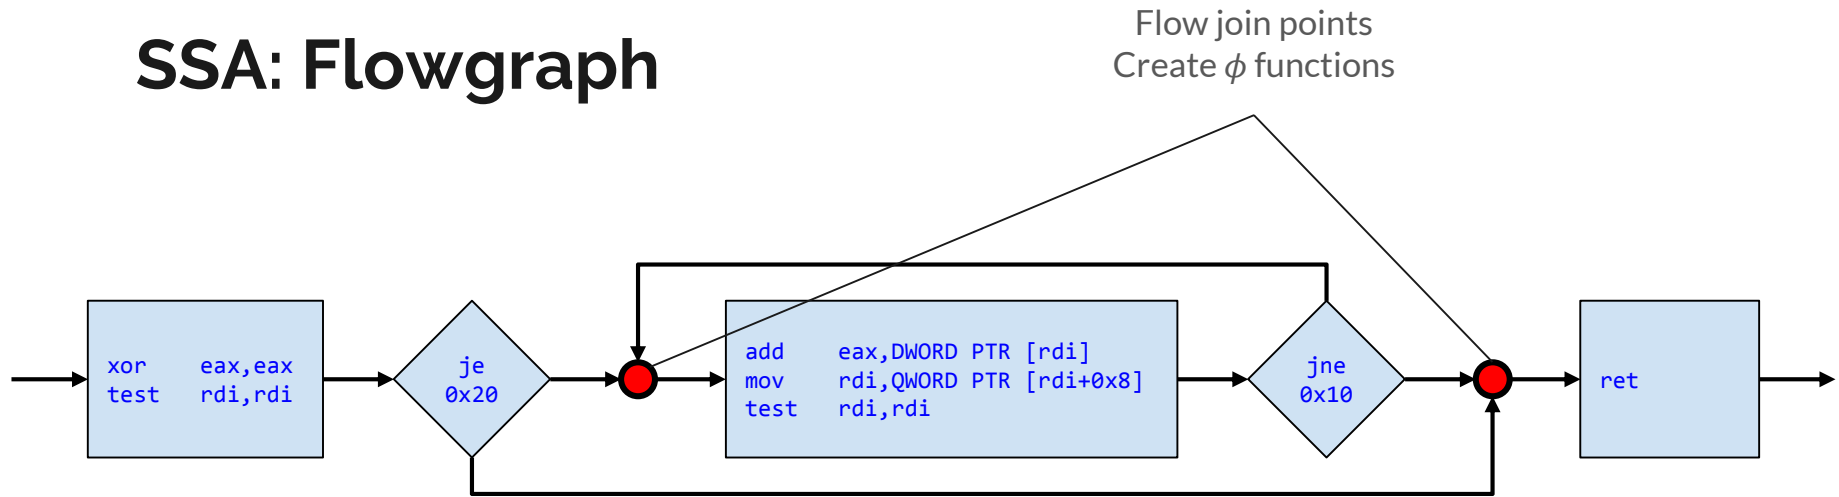 SSA: Flowgraph
Flow join points
Create ϕ functions
xor eax,eax
test rdi,rdi
je
0x20
add eax,DWORD PTR [rdi]
mov rdi,QWORD PTR [rdi+0x8]
test rdi,rdi
jne
0x10
ret